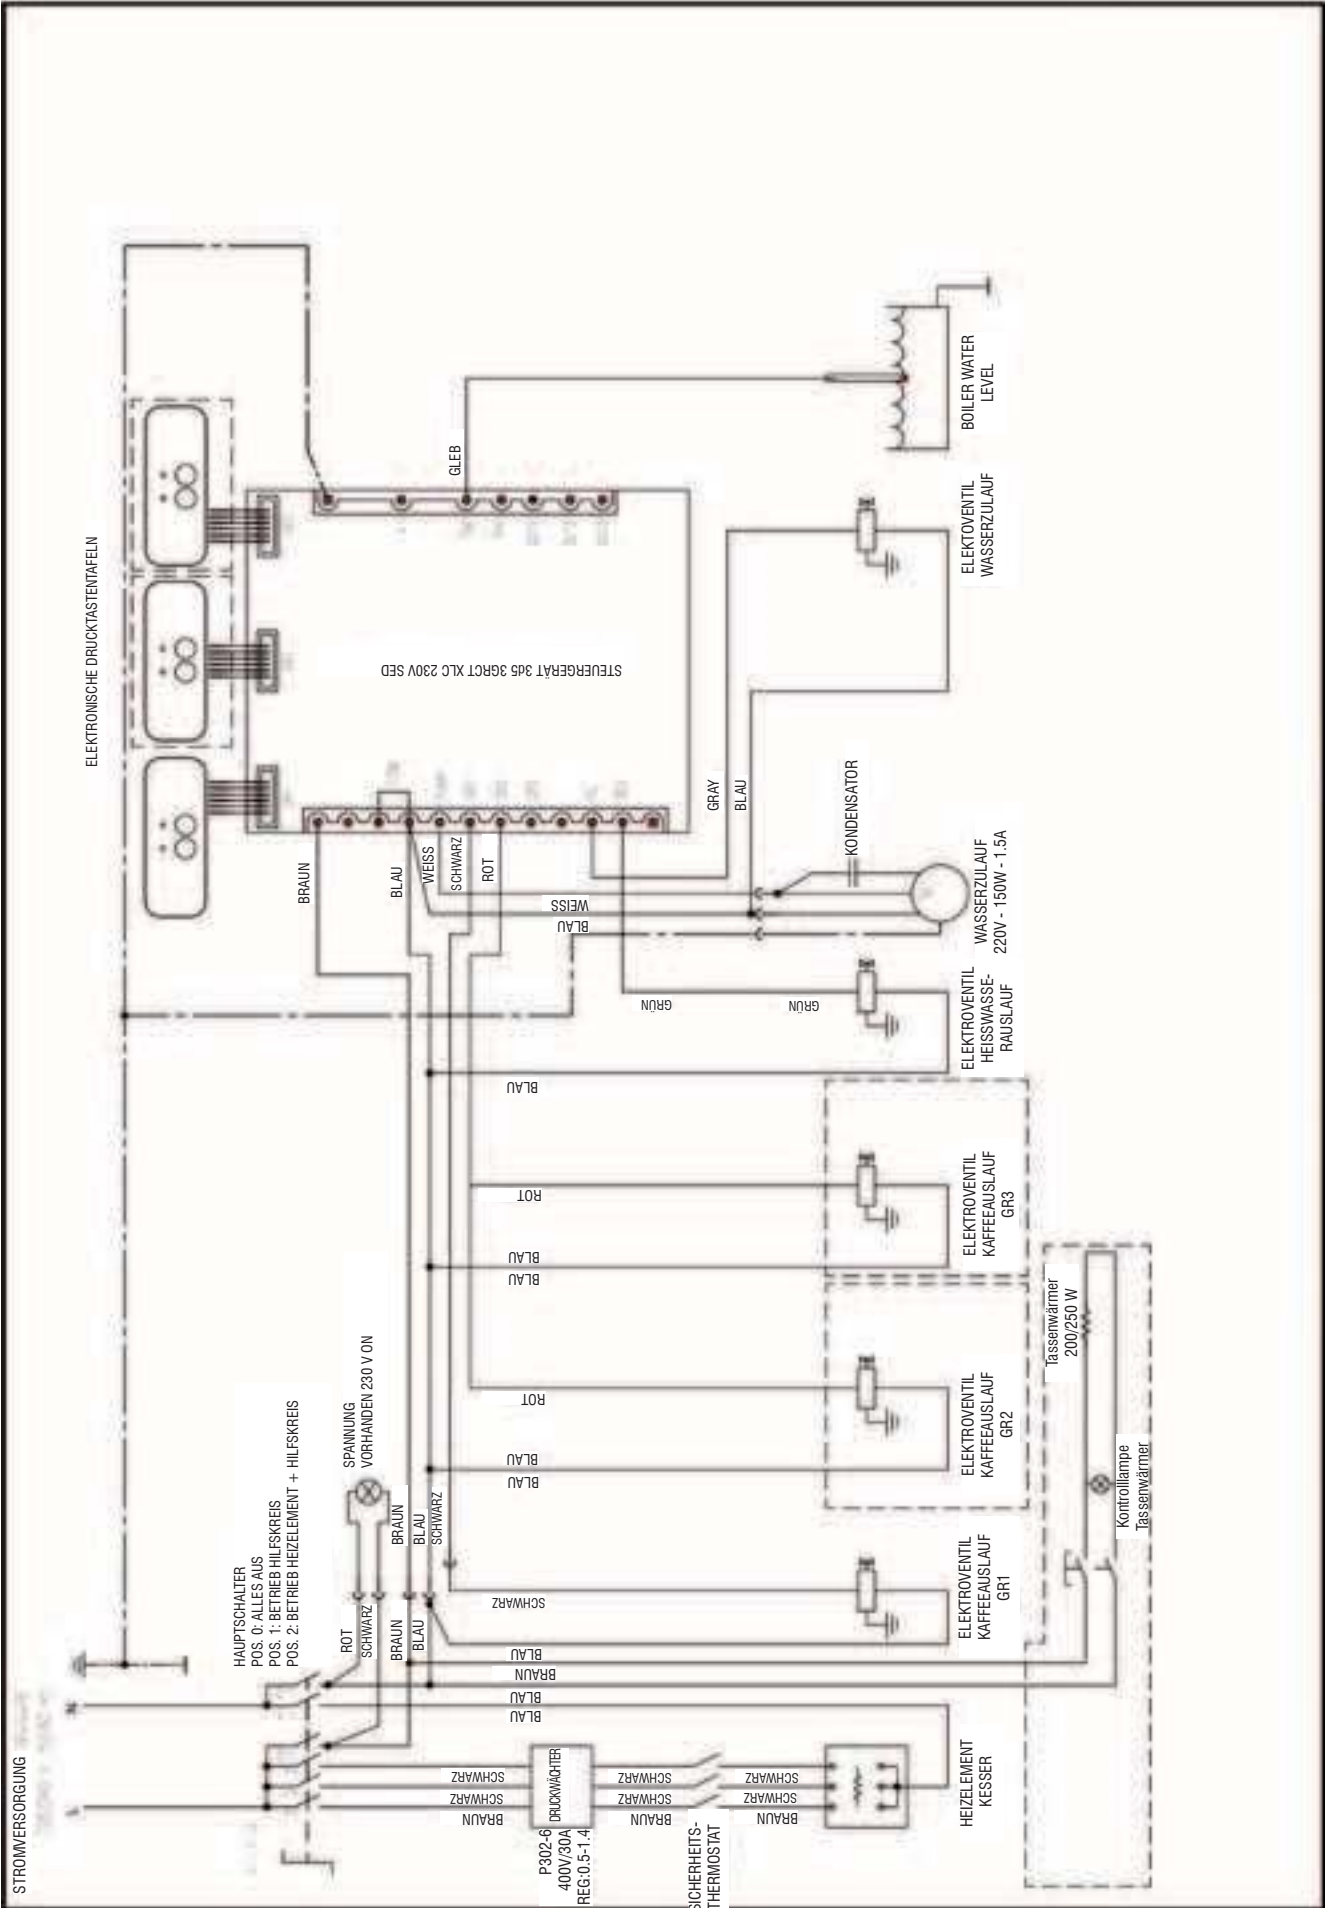 STROMVERSORGUNG
HAUPTSCHALTER
POS. 0: ALLES AUS
POS. 1: BETRIEB HILFSKREIS
POS. 2: BETRIEB HEIZELEMENT + HILFSKREIS
SPANNUNG
VORHANDEN 230 V ON
ELEKTRONISCHE DRUCKTASTENTAFELN
STEUERGERÄT 3d5 3GRCT XLC 230V SED
ROT
SCHWARZ
BRAUN
BLAU
BRAUN
BLAU
SCHWARZ
BRAUN
BLAU
WEISS
SCHWARZ
ROT
GLEB
GRAY
BLAU
WEISS
BLAU
GRÜN
GRÜN
BLAU
ROT
BLAU
BLAU
ROT
BLAU
BLAU
SCHWARZ
BLAU
BRAUN
BLAU
BLAU
SCHWARZ
SCHWARZ
BRAUN
P302-6
400V/30A
REG:0.5-1.4
DRUCKWÄCHTER
SCHWARZ
SCHWARZ
BRAUN
SICHERHEITS-
THERMOSTAT
SCHWARZ
SCHWARZ
BRAUN
HEIZELEMENT
KESSER
ELEKTROVENTIL
KAFFEEAUSLAUF
GR1
ELEKTROVENTIL
KAFFEEAUSLAUF
GR2
ELEKTROVENTIL
KAFFEEAUSLAUF
GR3
ELEKTROVENTIL
HEISSWASSE-
RAUSLAUF
KONDENSATOR
WASSERZULAUF
220V - 150W - 1.5A
ELEKTOVENTIL
WASSERZULAUF
BOILER WATER
LEVEL
Tassenwärmer
200/250 W
Kontrolllampe
Tassenwärmer